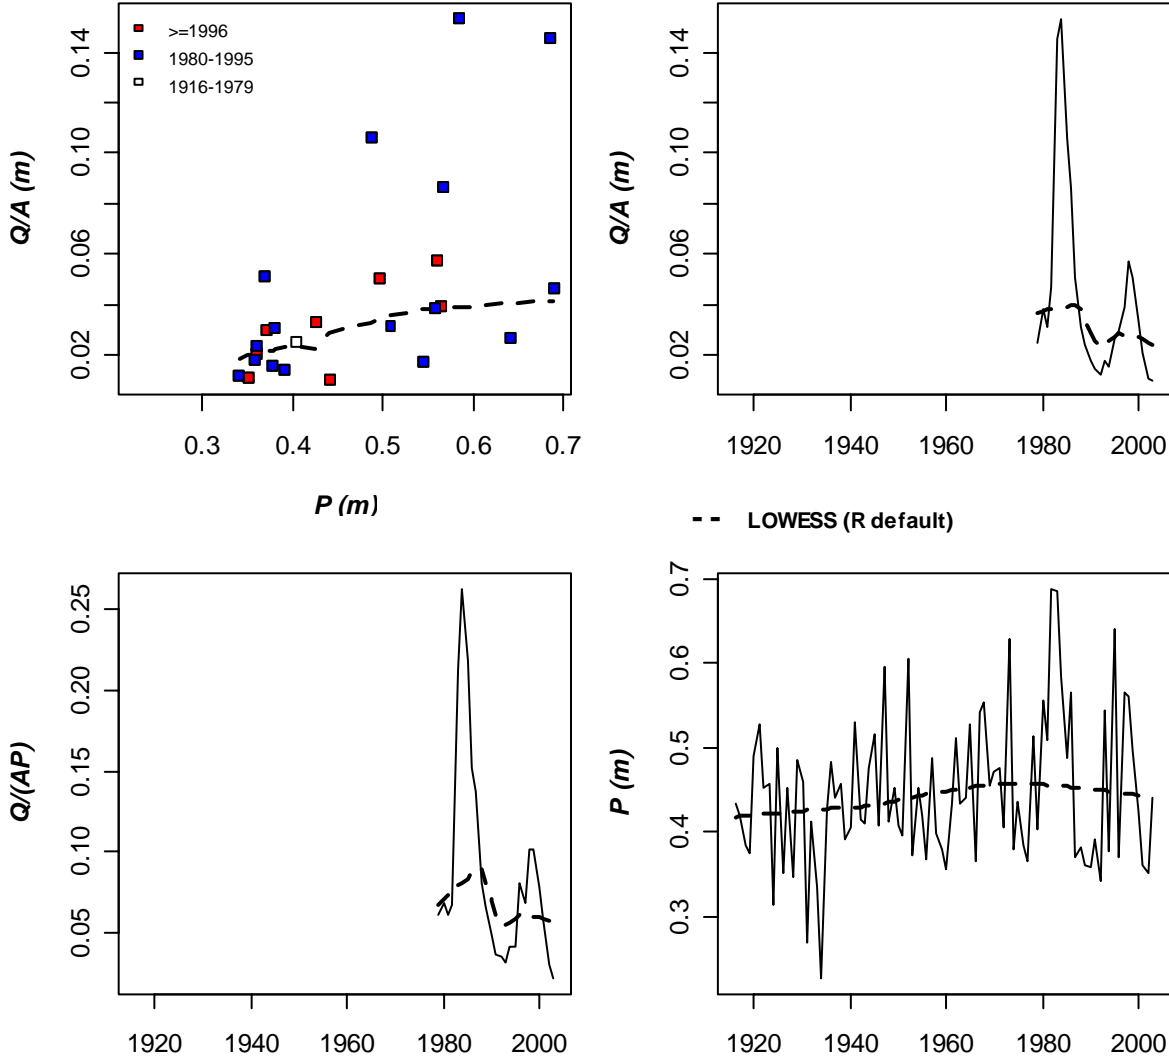 >=1996
1980-1995
1916-1979
Q/A (m)
0.02 0.06 0.10 0.14
0.3 0.4 0.5 0.6 0.7
P (m)
Q/A (m)
0.02 0.06 0.10 0.14
1920 1940 1960 1980 2000
LOWESS (R default)
Q/(AP)
0.05 0.10 0.15 0.20 0.25
1920 1940 1960 1980 2000
P (m)
0.3 0.4 0.5 0.6 0.7
1920 1940 1960 1980 2000